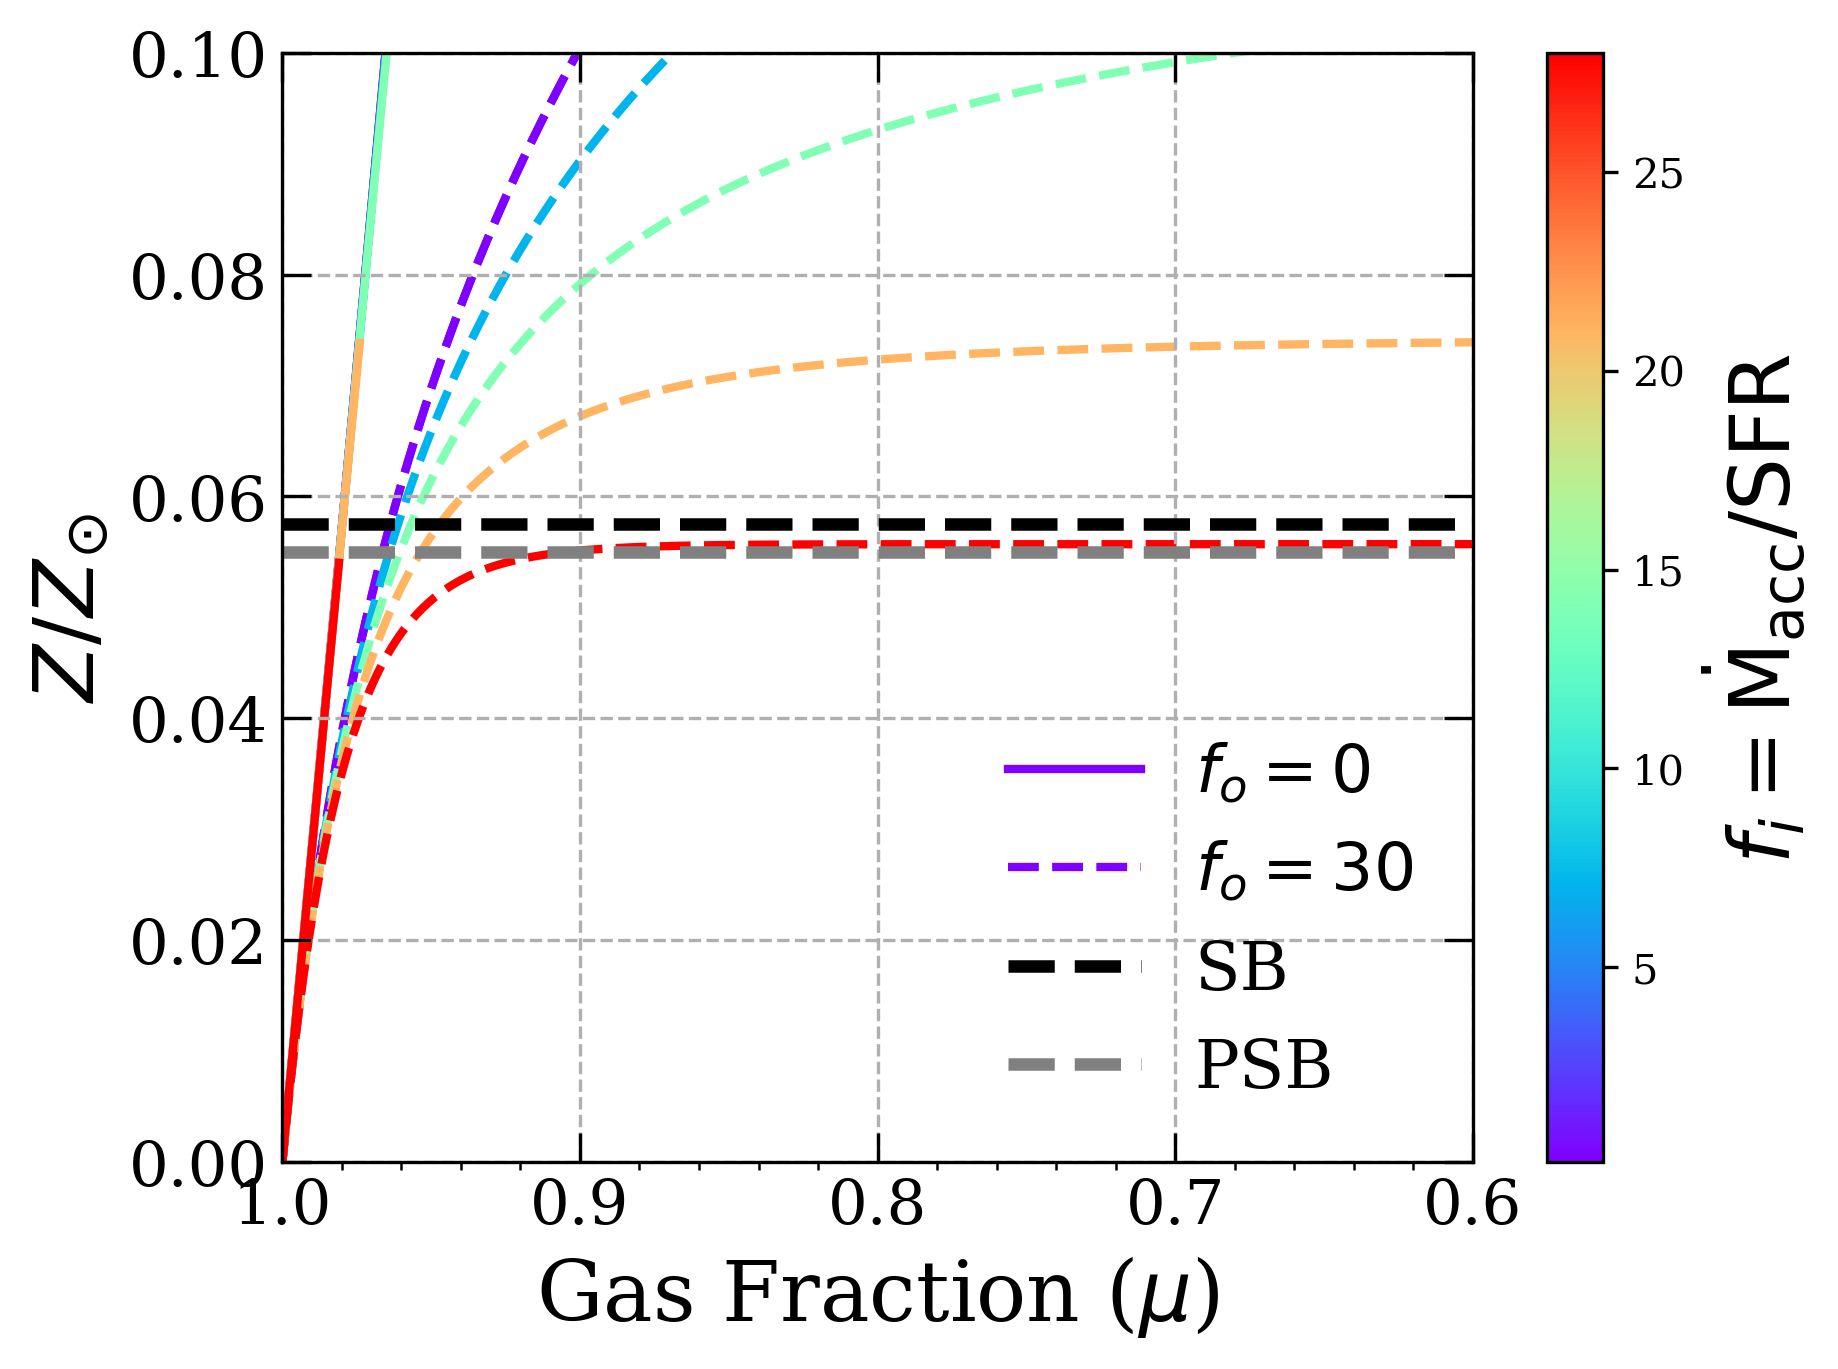 0.10
0.08
0.06
0.04
0.02
0.00
Z/Z⊙
1.0 0.9 0.8 0.7 0.6
Gas Fraction (μ)
f_o = 0
f_o = 30
SB
PSB
25
20
15
10
5
f_i = Ṁ_acc/SFR